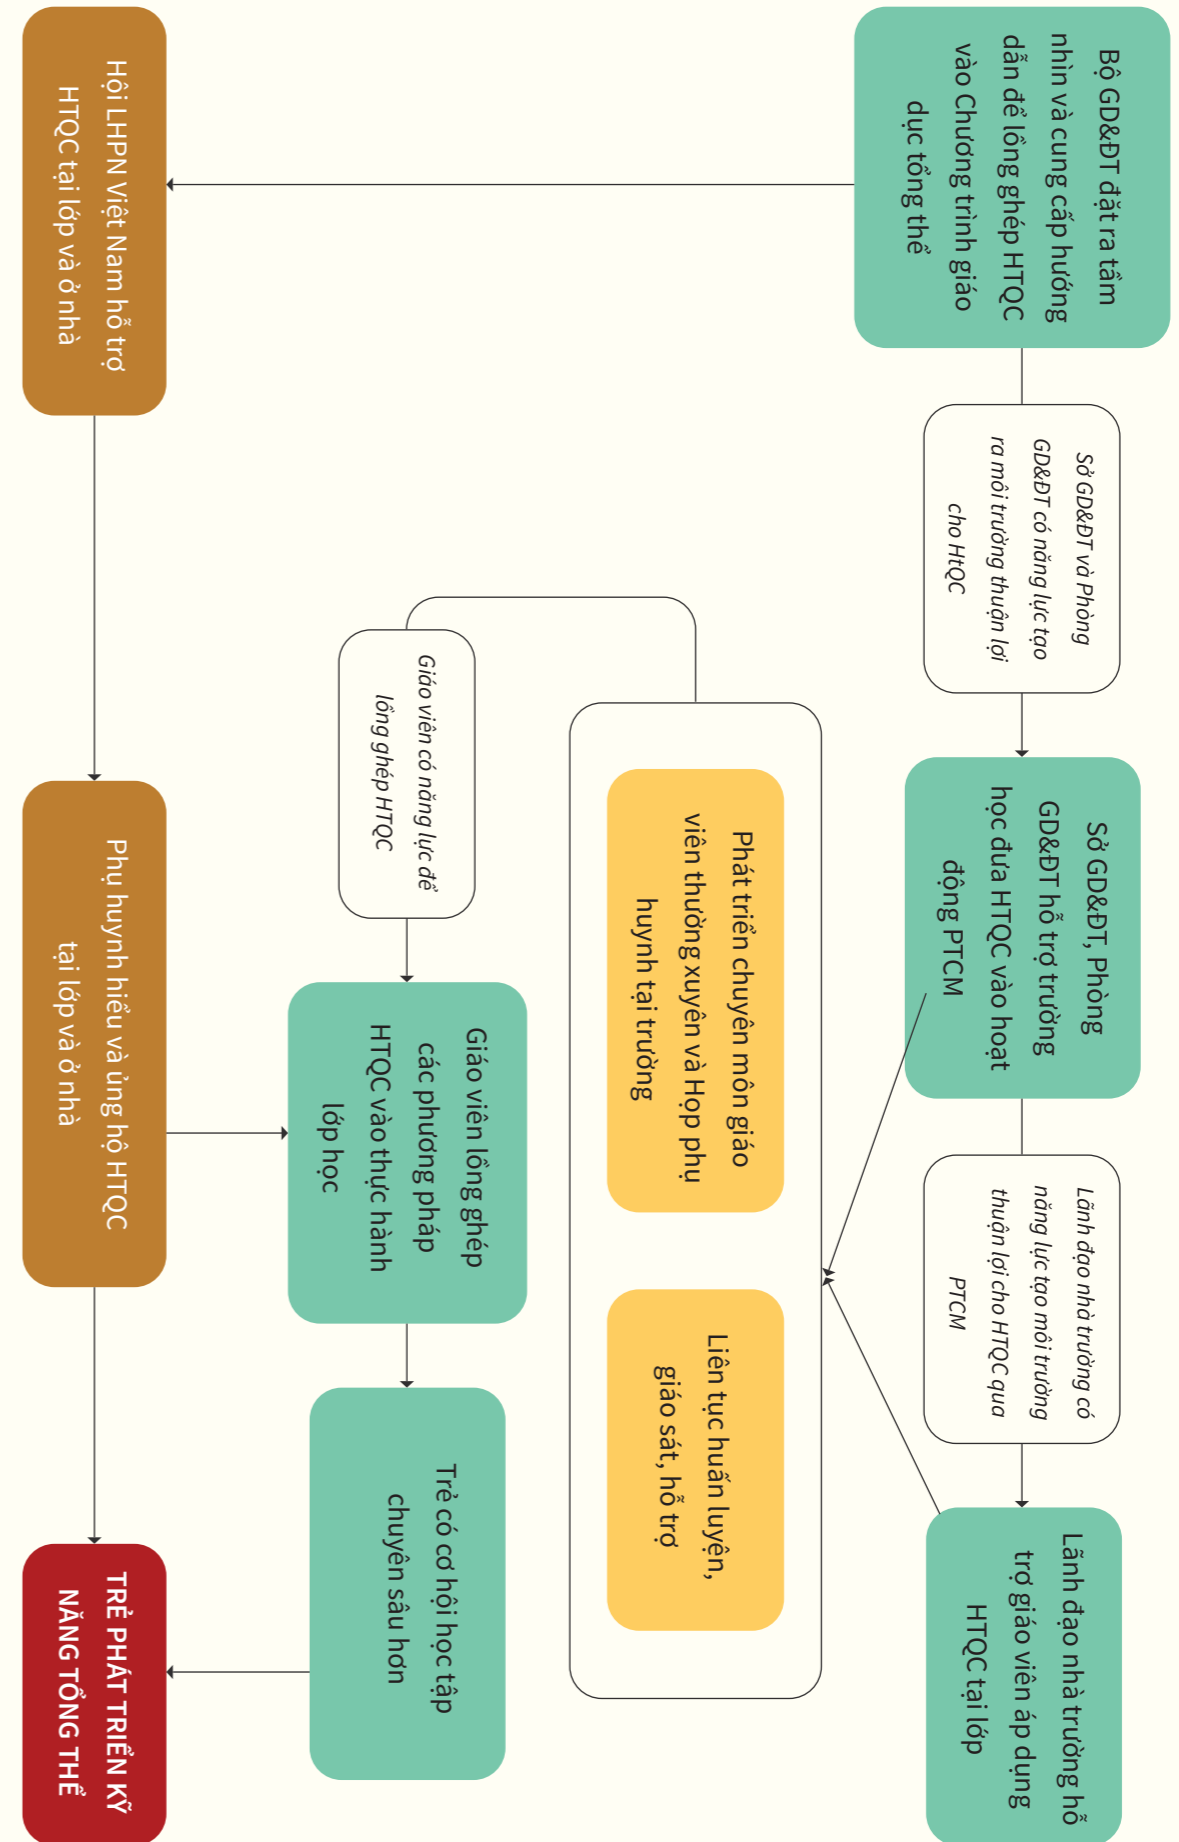 Bộ GD&ĐT đặt ra tầm
nhìn và cung cấp hướng
dẫn để lồng ghép HTQC
vào Chương trình giáo
dục tổng thể
Sở GD&ĐT và Phòng
GD&ĐT có năng lực tạo
ra môi trường thuận lợi
cho HtQC
Sở GD&ĐT, Phòng
GD&ĐT hỗ trợ trường
học đưa HTQC vào hoạt
động PTCM
Lãnh đạo nhà trường có
năng lực tạo môi trường
thuận lợi cho HTQC qua
PTCM
Lãnh đạo nhà trường hỗ
trợ giáo viên áp dụng
HTQC tại lớp
Phát triển chuyên môn giáo
viên thường xuyên và Họp phụ
huynh tại trường
Liên tục huấn luyện,
giáo sát, hỗ trợ
Giáo viên có năng lực để
lồng ghép HTQC
Giáo viên lồng ghép
các phương pháp
HTQC vào thực hành
lớp học
Trẻ có cơ hội học tập
chuyên sâu hơn
Hội LHPN Việt Nam hỗ trợ
HTQC tại lớp và ở nhà
Phụ huynh hiểu và ủng hộ HTQC
tại lớp và ở nhà
TRẺ PHÁT TRIỂN KỸ
NĂNG TỔNG THỂ